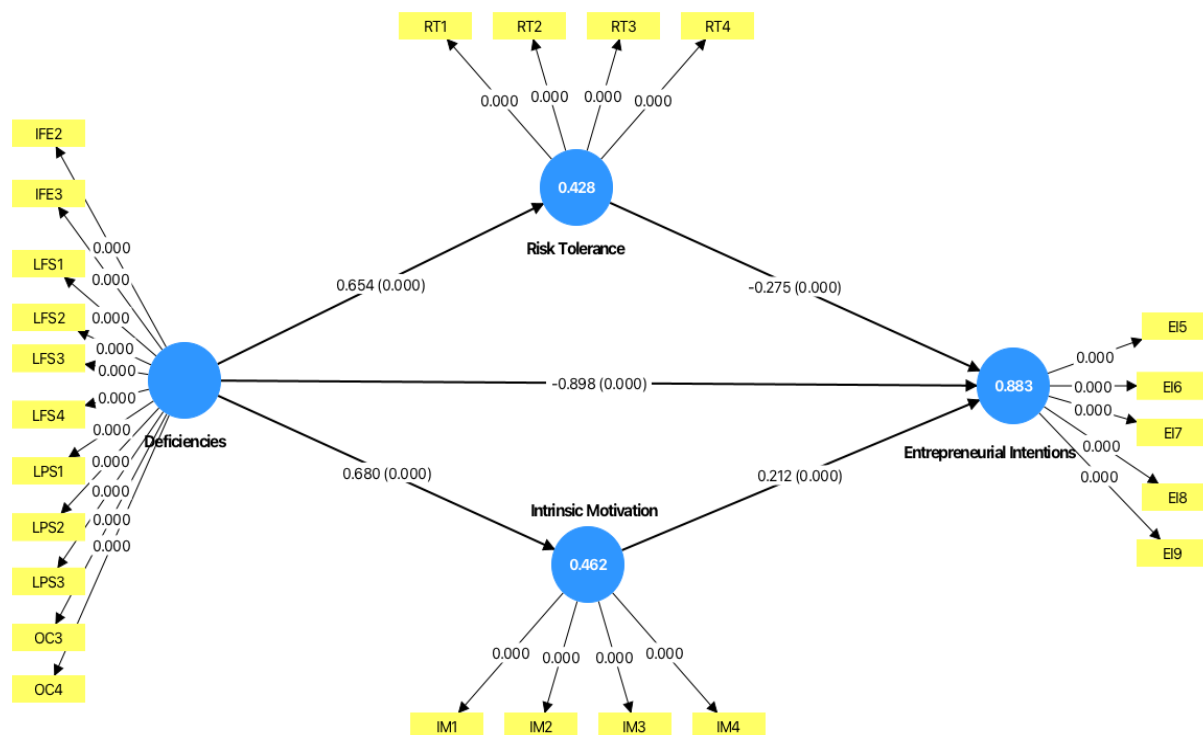 RT1 RT2 RT3 RT4
0.000 0.000 0.000 0.000
0.428
Risk Tolerance
IFE2
IFE3
LFS1
LFS2
LFS3
LFS4
LPS1
LPS2
LPS3
OC3
OC4
0.000
0.000
0.000
0.000
0.000
0.000
0.000
0.000
0.000
0.000
0.000
Deficiencies
0.654 (0.000)
-0.275 (0.000)
-0.898 (0.000)
0.680 (0.000)
0.212 (0.000)
0.883
Entrepreneurial Intentions
0.000
0.000
0.000
0.000
0.000
EI5
EI6
EI7
EI8
EI9
Intrinsic Motivation
0.462
0.000 0.000 0.000 0.000
IM1 IM2 IM3 IM4